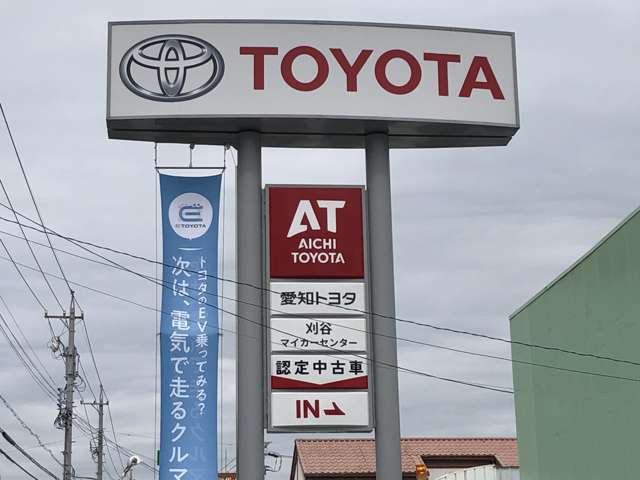 TOYOTA
AT
AICHI
TOYOTA
愛知トヨタ
刈谷
マイカーセンター
認定中古車
IN
TOYOTA
トヨタのEV乗ってみる?
次は、電気で走るクルマ